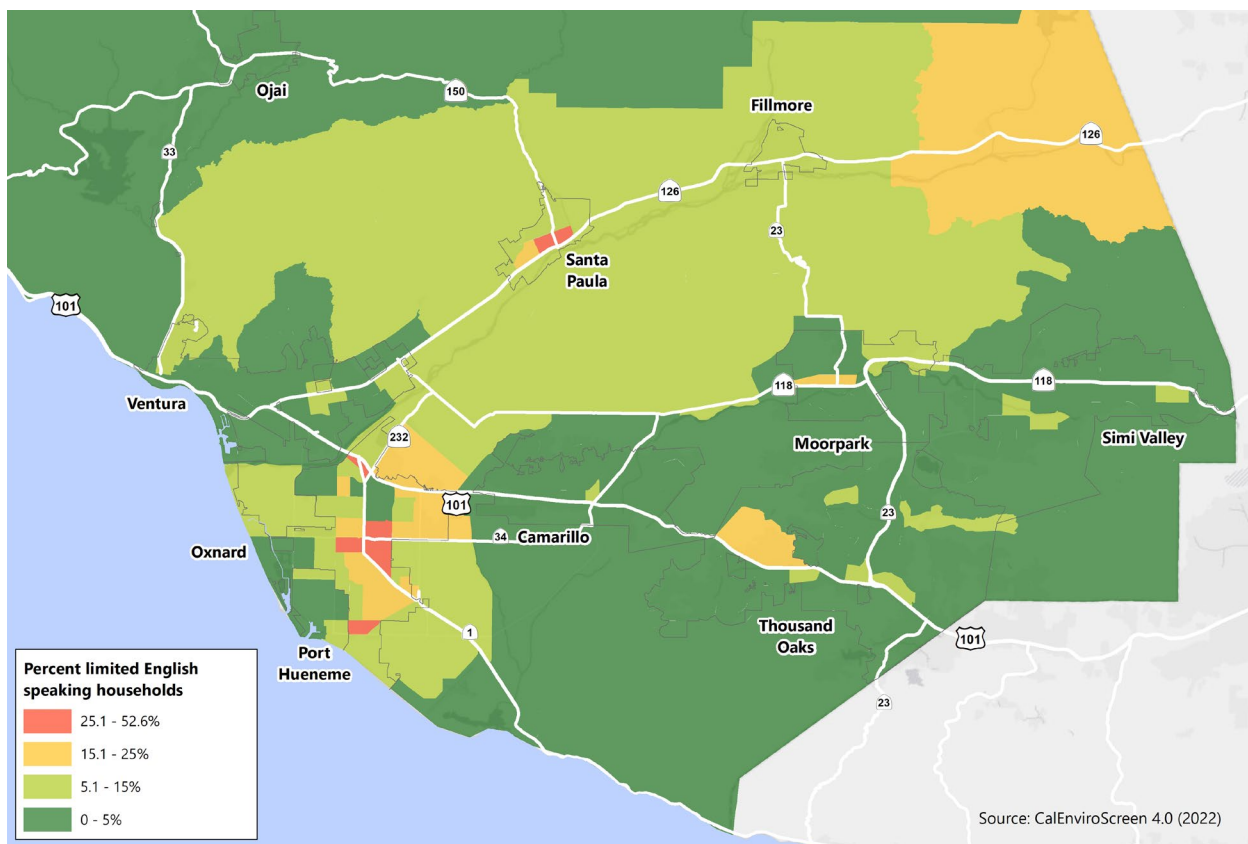 Ojai
150
Fillmore
33
126
126
23
Santa
Paula
101
118
118
Ventura
232
Moorpark
Simi Valley
101
23
34
Camarillo
Oxnard
1
Thousand
Oaks
101
Port
Hueneme
23
Percent limited English
speaking households
25.1 - 52.6%
15.1 - 25%
5.1 - 15%
0 - 5%
Source: CalEnviroScreen 4.0 (2022)